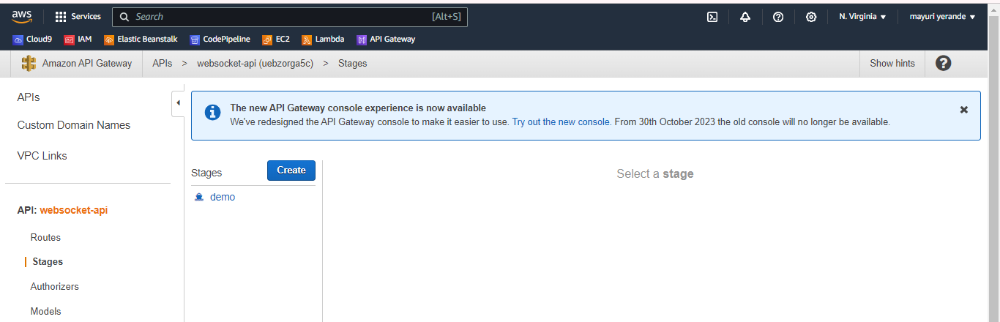 aws Services Search [Alt+S] N. Virginia ▼ mayuri yerande ▼
Cloud9 IAM Elastic Beanstalk CodePipeline EC2 Lambda API Gateway
Amazon API Gateway APIs > websocket-api (uebzorga5c) > Stages Show hints ?
APIs
Custom Domain Names
VPC Links
API: websocket-api
Routes
Stages
Authorizers
Models
The new API Gateway console experience is now available
We've redesigned the API Gateway console to make it easier to use. Try out the new console. From 30th October 2023 the old console will no longer be available.
Stages Create
demo
Select a stage